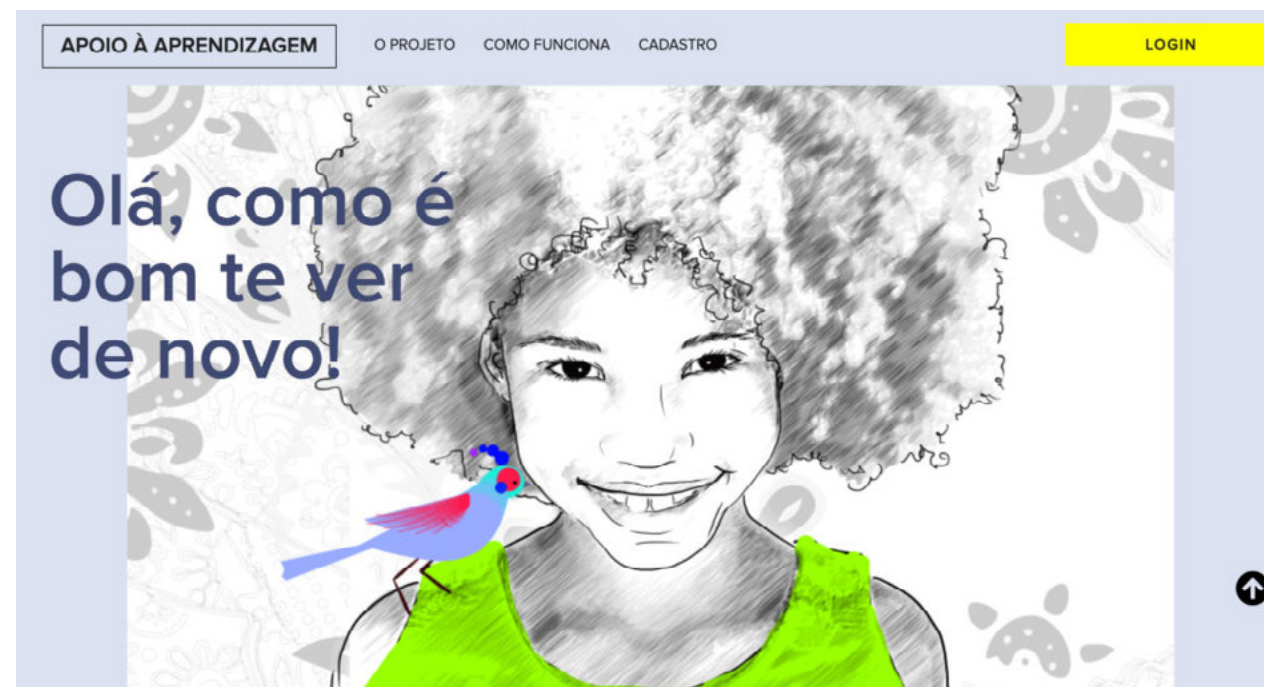 APOIO À APRENDIZAGEM
O PROJETO COMO FUNCIONA CADASTRO
LOGIN
Olá, como é
bom te ver
de novo!